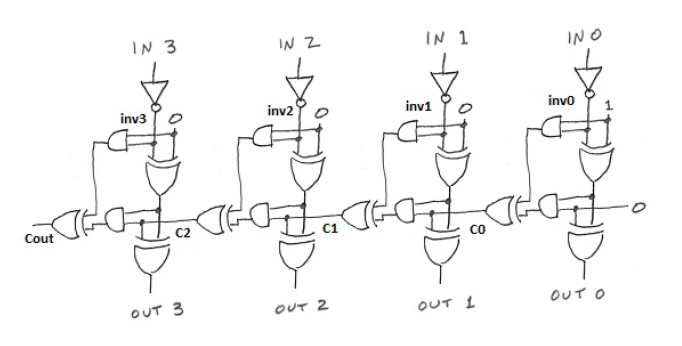 IN 3 IN 2 IN 1 IN 0
inv3 0 inv2 0 inv1 0 inv0 1
Cout C2 C1 C0 0
OUT 3 OUT 2 OUT 1 OUT 0